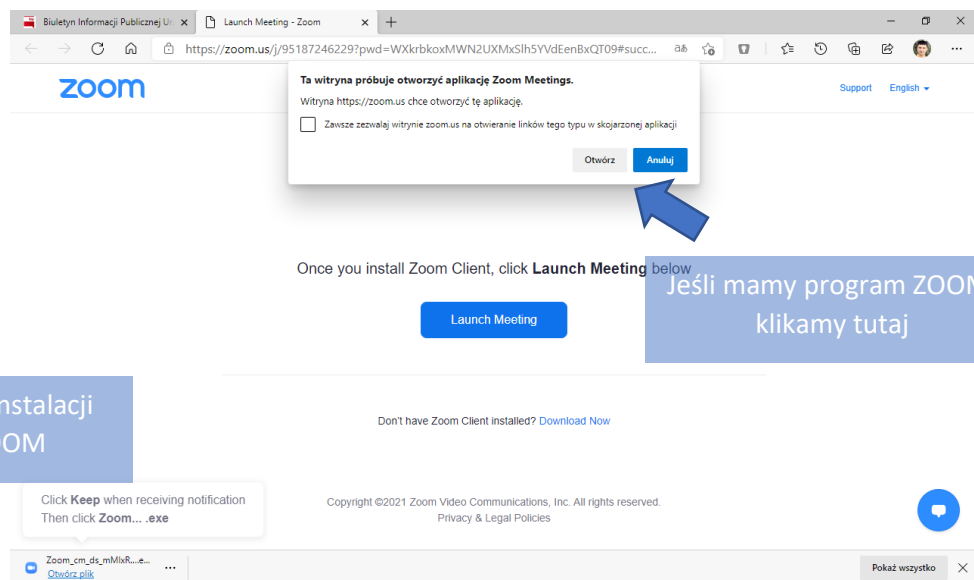 Biuletyn Informacji Publicznej Ur
Launch Meeting - Zoom
https://zoom.us/j/95187246229?pwd=WXkrbkoxMWN2UXMxSlh5YVdEenBxQT09#succ...
zoom
Support English
Ta witryna próbuje otworzyć aplikację Zoom Meetings.
Witryna https://zoom.us chce otworzyć tę aplikację.
Zawsze zezwalaj witrynie zoom.us na otwieranie linków tego typu w skojarzonej aplikacji
Otwórz Anuluj
Once you install Zoom Client, click Launch Meeting below
Jeśli mamy program ZOOM
klikamy tutaj
Launch Meeting
nstalacji
OOM
Don't have Zoom Client installed? Download Now
Click Keep when receiving notification
Then click Zoom... .exe
Copyright ©2021 Zoom Video Communications, Inc. All rights reserved.
Privacy & Legal Policies
Zoom_cm_ds_mMlxR....e...
Otwórz plik
Pokaż wszystko